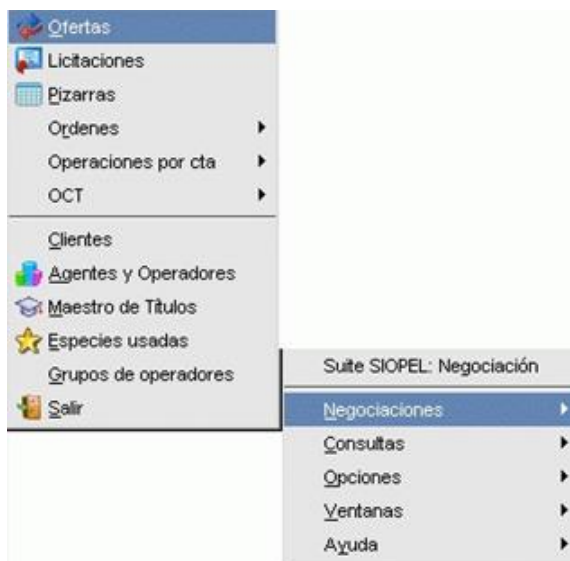 Ofertas
Licitaciones
Pizarras
Ordenes
Operaciones por cta
OCT
Clientes
Agentes y Operadores
Maestro de Títulos
Especies usadas
Grupos de operadores
Salir
Suite SIOPEL: Negociación
Negociaciones
Consultas
Opciones
Ventanas
Ayuda